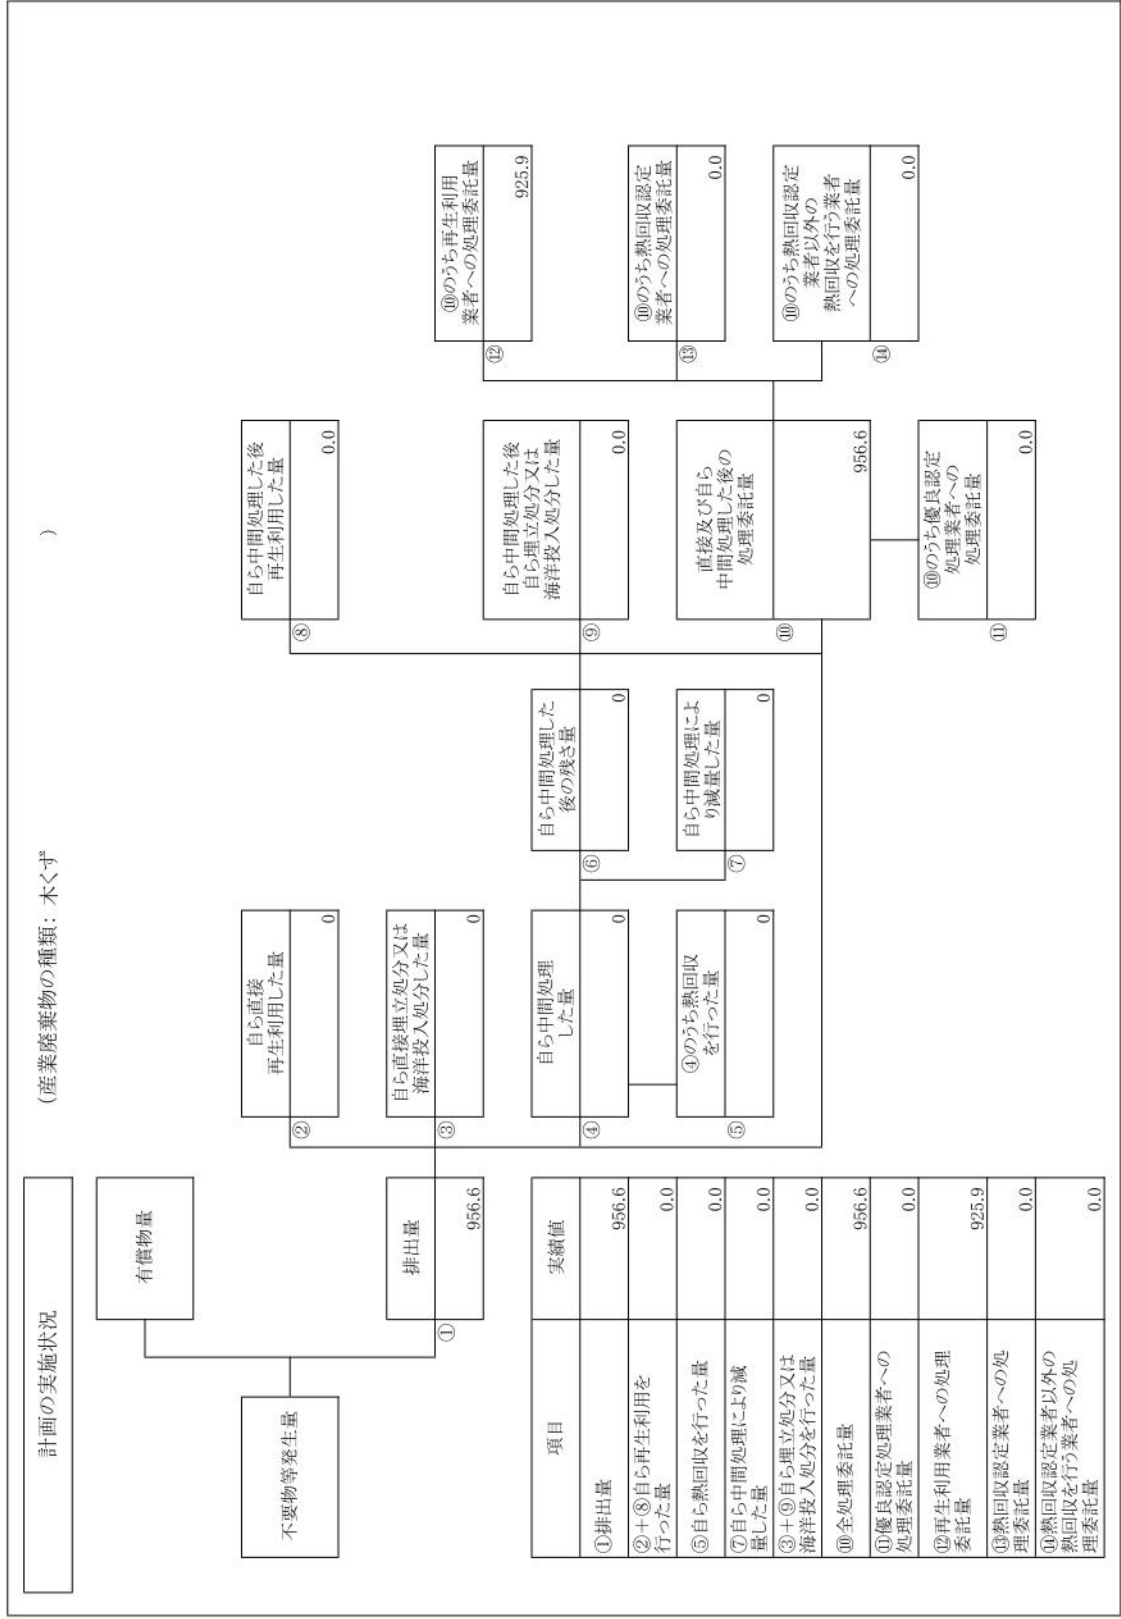 計画の実施状況
(産業廃棄物の種類：木くず　　　)
不要物等発生量
有償物量
排出量
①
956.6
自ら直接
再生利用した量
②
0
自ら直接埋立処分又は
海洋投入処分した量
③
0
自ら中間処理
した量
④
0
④のうち熱回収
を行った量
⑤
0
自ら中間処理した
後の残さ量
⑥
0
自ら中間処理によ
り減量した量
⑦
0
自ら中間処理した後
再生利用した量
⑧
0.0
自ら中間処理した後
自ら埋立処分又は
海洋投入処分した量
⑨
0.0
直接及び自ら
中間処理した後の
処理委託量
⑩
956.6
⑩のうち優良認定
処理業者への
処理委託量
⑪
0.0
⑩のうち再生利用
業者への処理委託量
⑫
925.9
⑩のうち熱回収認定
業者への処理委託量
⑬
0.0
⑩のうち熱回収認定
業者以外の
熱回収を行う業者
への処理委託量
⑭
0.0
項目 実績値
①排出量 956.6
②＋⑧自ら再生利用を
行った量 0.0
⑤自ら熱回収を行った量 0.0
⑦自ら中間処理により減
量した量 0.0
③＋⑨自ら埋立処分又は
海洋投入処分を行った量 0.0
⑩全処理委託量 956.6
⑪優良認定処理業者への
処理委託量 0.0
⑫再生利用業者への処理
委託量 925.9
⑬熱回収認定業者への処
理委託量 0.0
⑭熱回収認定業者以外の
熱回収を行う業者への処
理委託量 0.0